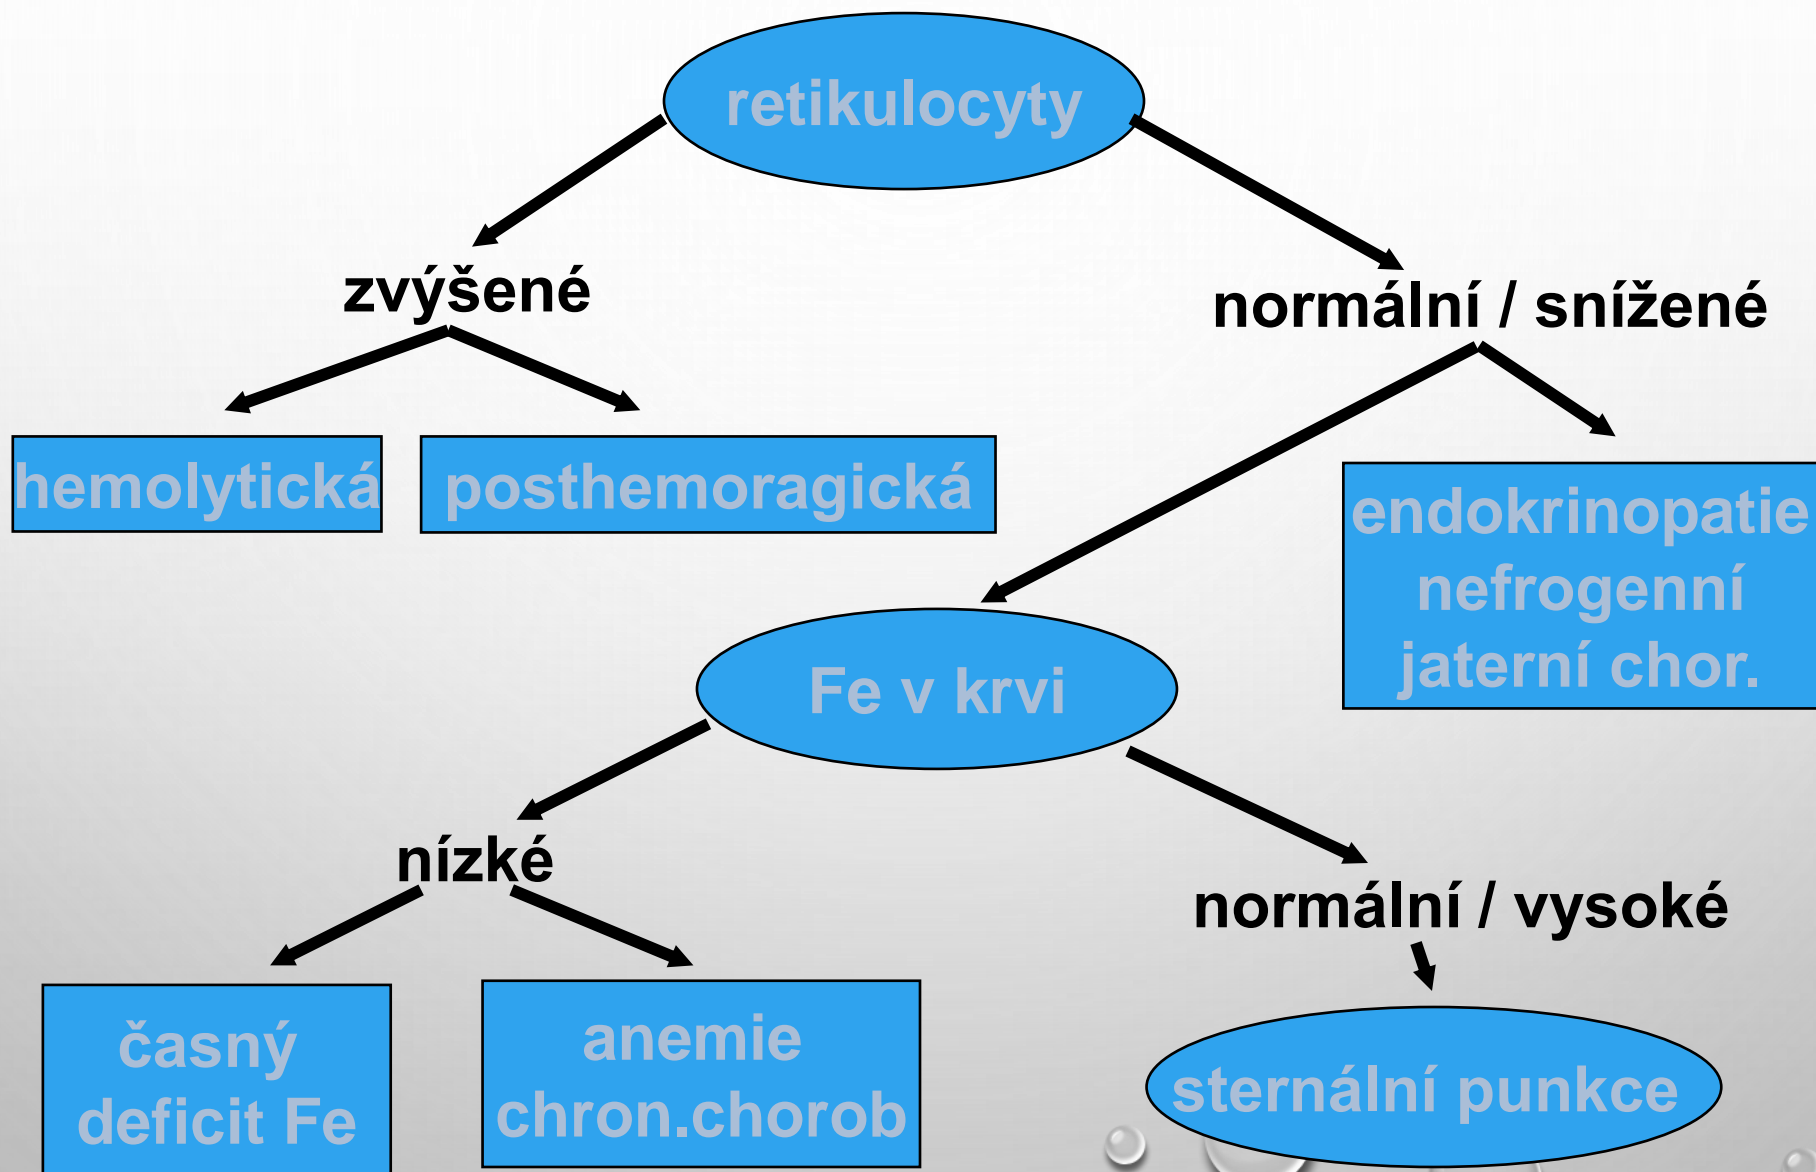 retikulocyty
zvýšené
normální / snížené
hemolytická
posthemoragická
endokrinopatie
nefrogenní
jaterní chor.
Fe v krvi
nízké
normální / vysoké
časný
deficit Fe
anemie
chron.chorob
sternální punkce